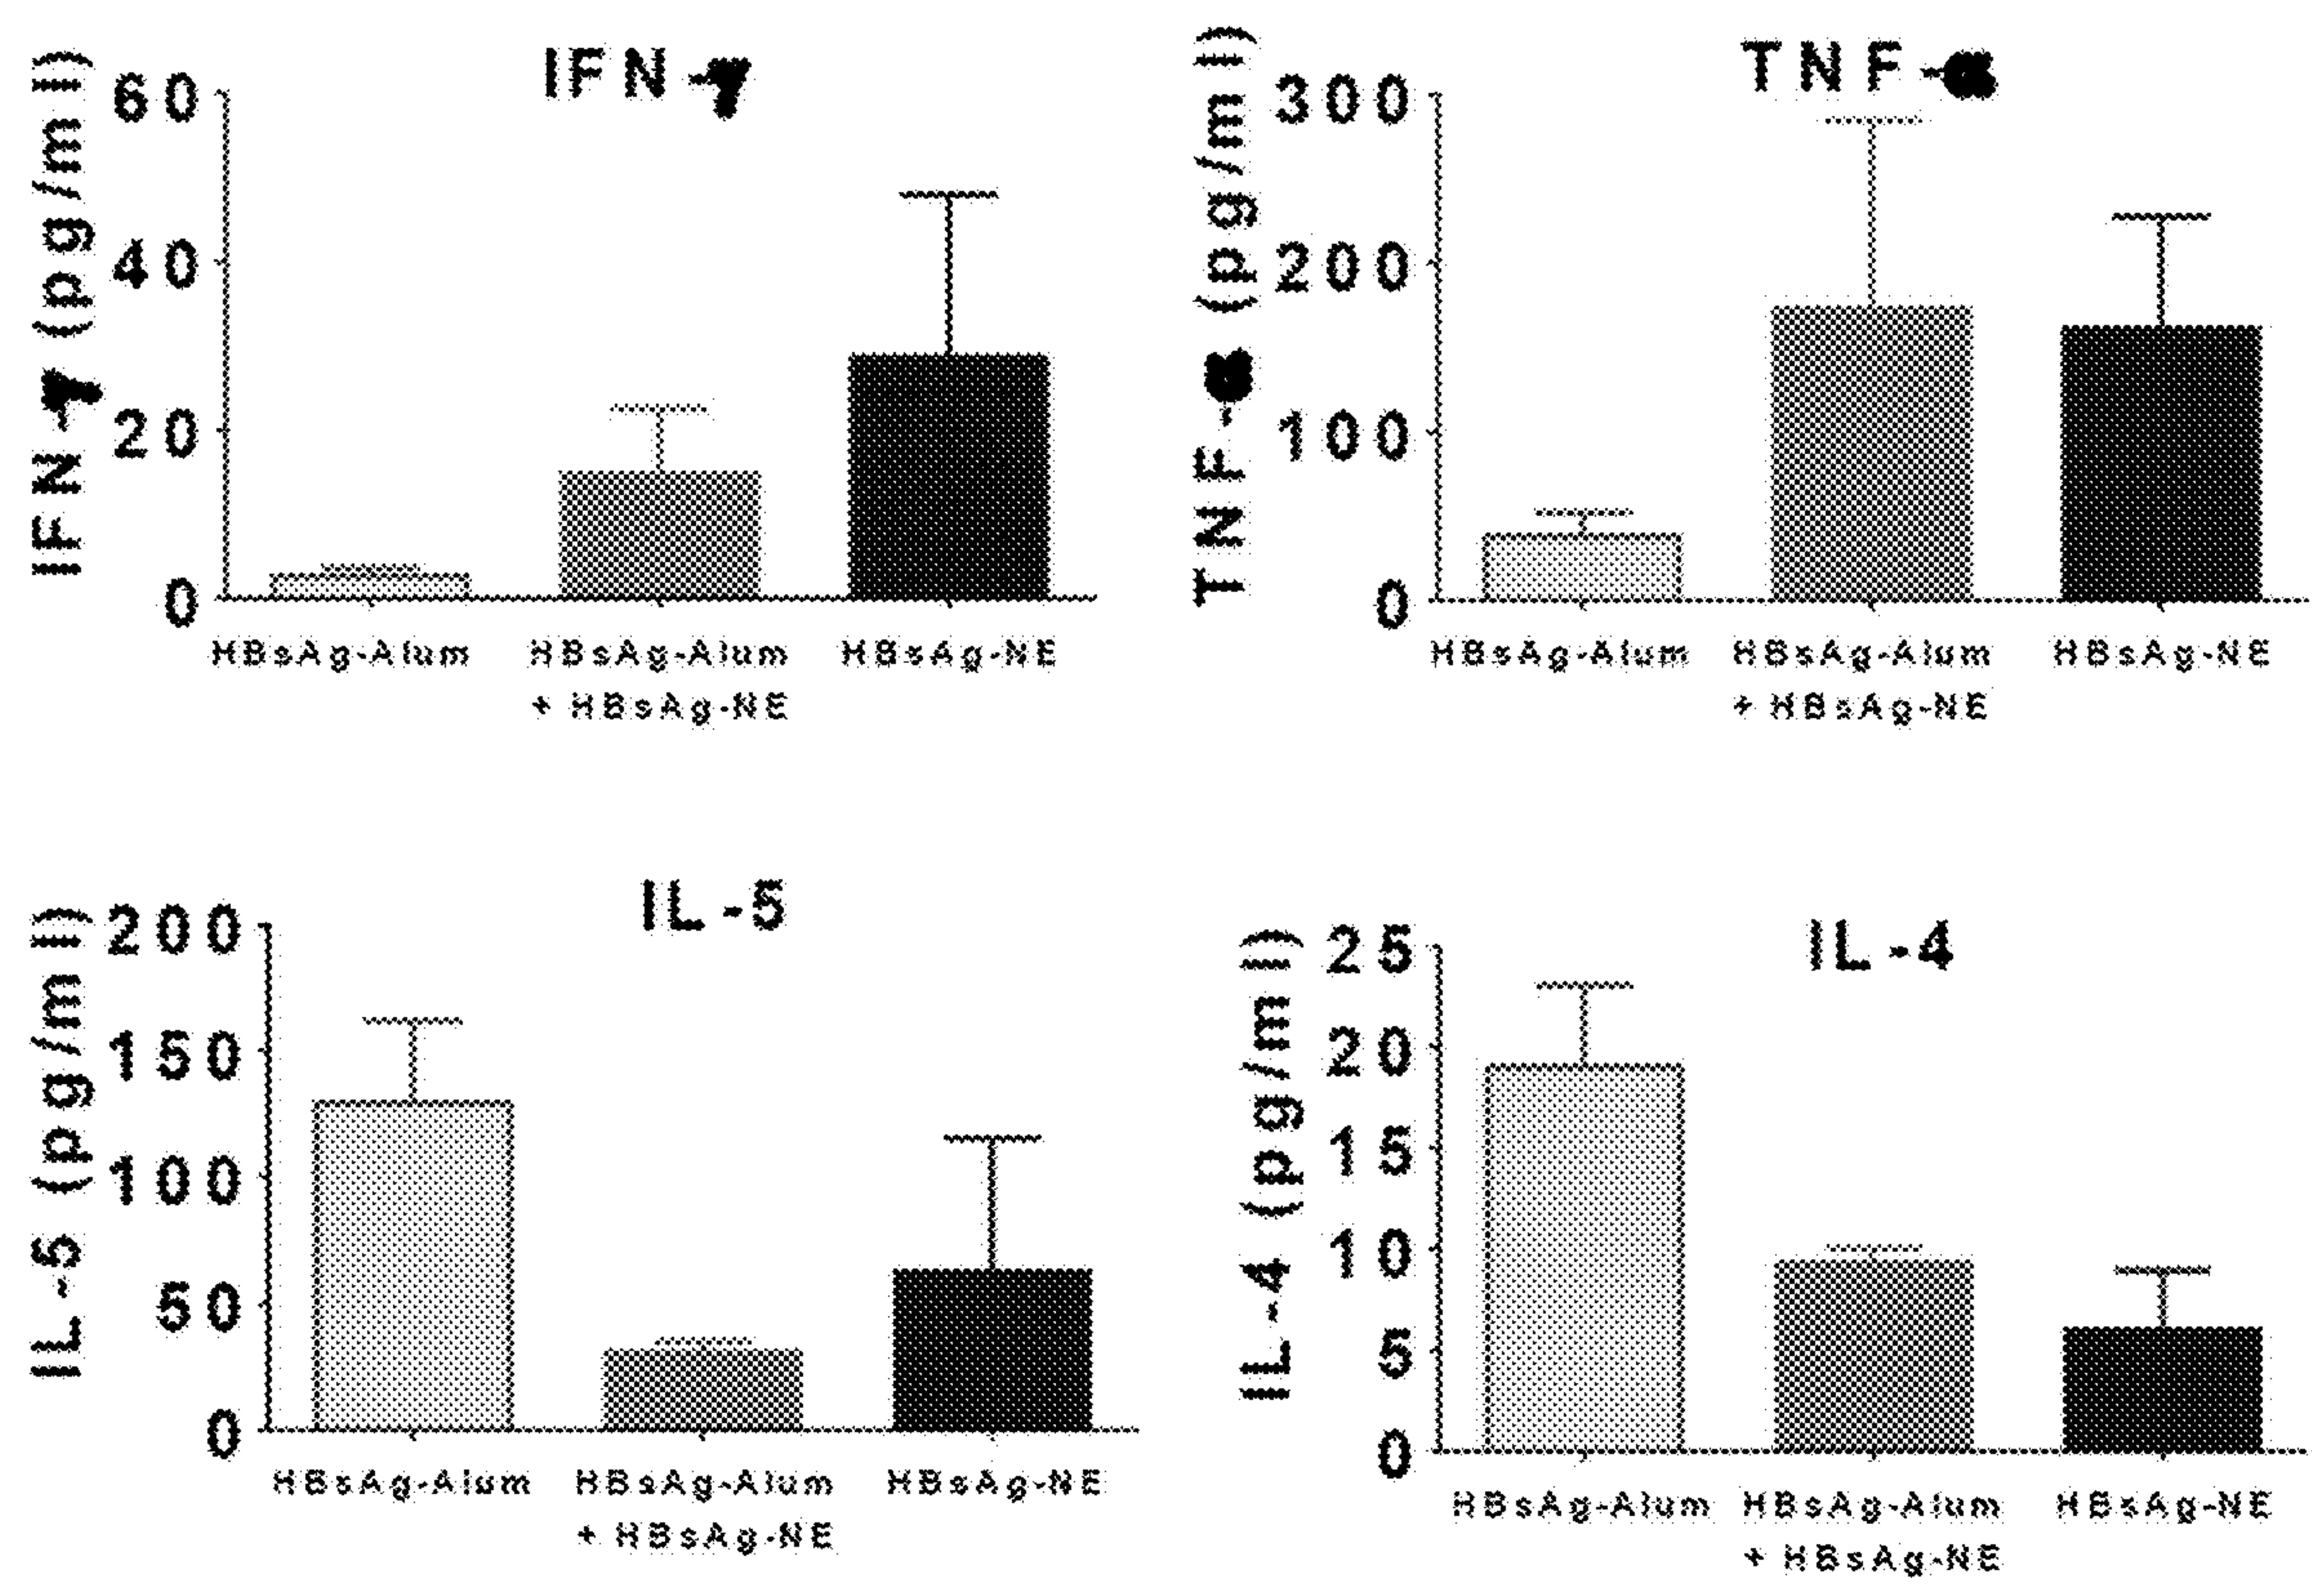 IFN-γ
IFN-γ (pg/ml)
60
40
20
0
HBsAg-Alum
HBsAg-Alum
+ HBsAg-NE
HBsAg-NE
TNF-α
TNF-α (pg/ml)
300
200
100
0
HBsAg-Alum
HBsAg-Alum
+ HBsAg-NE
HBsAg-NE
IL-5
IL-5 (pg/ml)
200
150
100
50
0
HBsAg-Alum
HBsAg-Alum
+ HBsAg-NE
HBsAg-NE
IL-4
IL-4 (pg/ml)
25
20
15
10
5
0
HBsAg-Alum
HBsAg-Alum
+ HBsAg-NE
HBsAg-NE